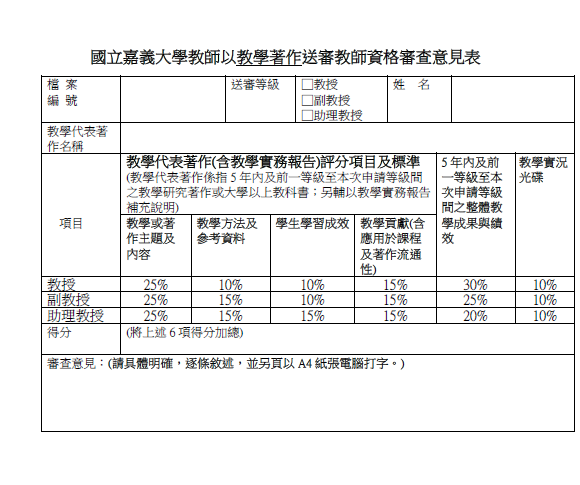 國立嘉義大學教師以教學著作送審教師資格審查意見表
檔 案
編 號
送審等級
□教授
□副教授
□助理教授
姓 名
教學代表著
作名稱
項目
教學代表著作(含教學實務報告)評分項目及標準
(教學代表著作係指 5 年內及前一等級至本次申請等級間
之教學研究著作或大學以上教科書；另輔以教學實務報告
補充說明)
5 年內及前
一等級至本
次申請等級
間之整體教
學成果與績
效
教學實況
光碟
教學或著
作主題及
內容
教學方法及
參考資料
學生學習成效
教學貢獻(含
應用於課程
及著作流通
性)
教授 25% 10% 10% 15% 30% 10%
副教授 25% 15% 10% 15% 25% 10%
助理教授 25% 15% 15% 15% 20% 10%
得分 (將上述 6 項得分加總)
審查意見：(請具體明確，逐條敘述，並另頁以 A4 紙張電腦打字。)